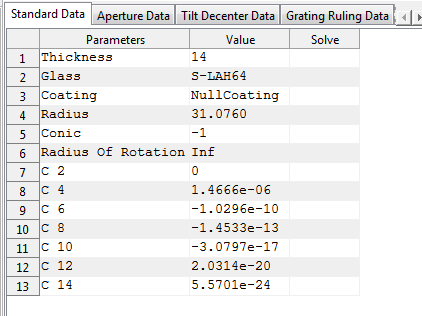 Standard Data Aperture Data Tilt Decenter Data Grating Ruling Data
Parameters Value Solve
1 Thickness 14
2 Glass S-LAH64
3 Coating NullCoating
4 Radius 31.0760
5 Conic -1
6 Radius Of Rotation Inf
7 C 2 0
8 C 4 1.4666e-06
9 C 6 -1.0296e-10
10 C 8 -1.4533e-13
11 C 10 -3.0797e-17
12 C 12 2.0314e-20
13 C 14 5.5701e-24